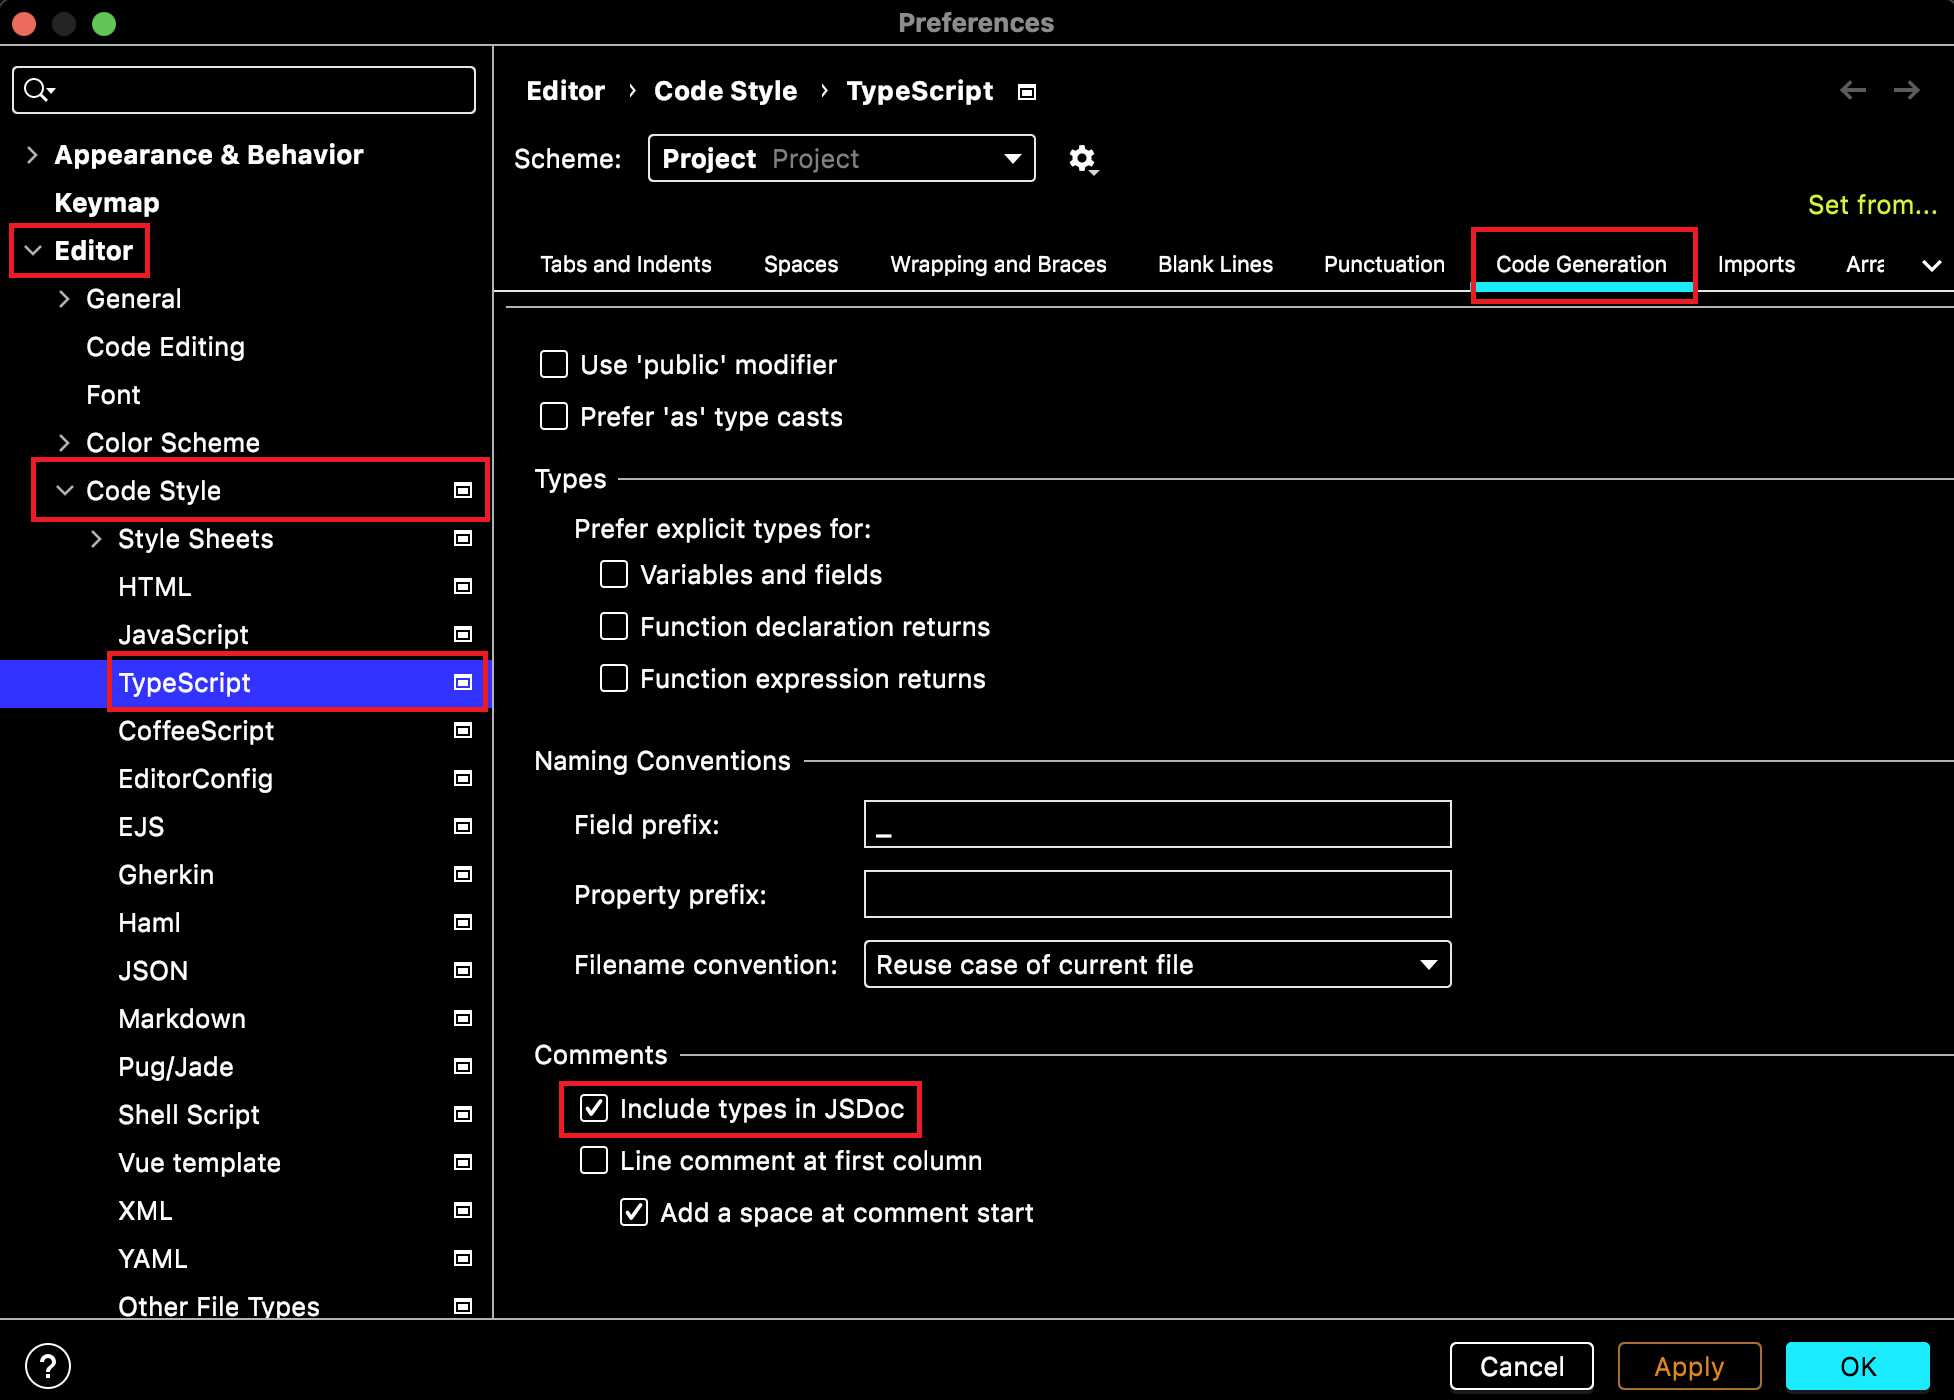 Preferences
Appearance & Behavior
Keymap
Editor
General
Code Editing
Font
Color Scheme
Code Style
Style Sheets
HTML
JavaScript
TypeScript
CoffeeScript
EditorConfig
EJS
Gherkin
Haml
JSON
Markdown
Pug/Jade
Shell Script
Vue template
XML
YAML
Other File Types
Editor › Code Style › TypeScript
Scheme: Project Project
Set from...
Tabs and Indents Spaces Wrapping and Braces Blank Lines Punctuation Code Generation Imports Arra
Use 'public' modifier
Prefer 'as' type casts
Types
Prefer explicit types for:
Variables and fields
Function declaration returns
Function expression returns
Naming Conventions
Field prefix: _
Property prefix:
Filename convention: Reuse case of current file
Comments
Include types in JSDoc
Line comment at first column
Add a space at comment start
? Cancel Apply OK